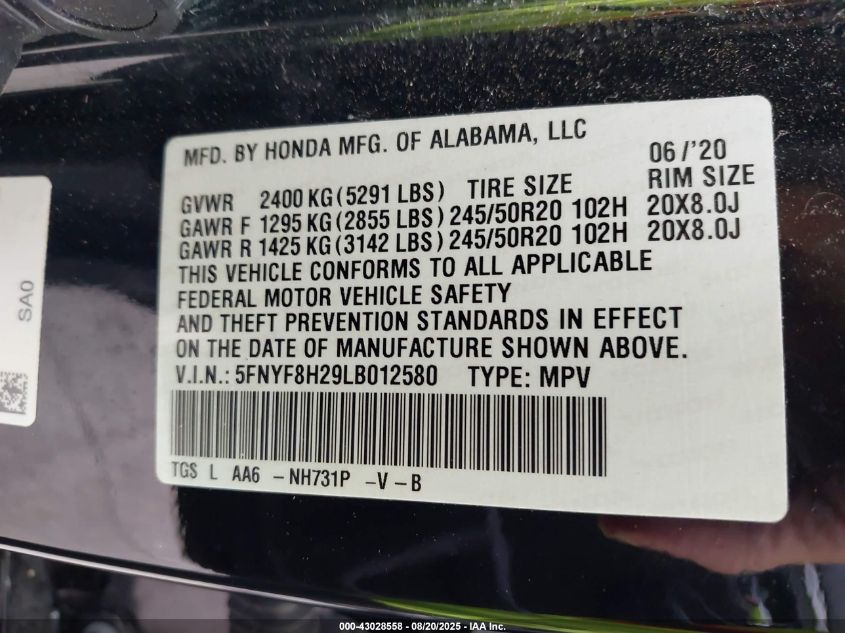 MFD. BY HONDA MFG. OF ALABAMA, LLC 06/'20
GVWR 2400 KG(5291 LBS) TIRE SIZE RIM SIZE
GAWR F 1295 KG(2855 LBS) 245/50R20 102H 20X8.0J
GAWR R 1425 KG(3142 LBS) 245/50R20 102H 20X8.0J
THIS VEHICLE CONFORMS TO ALL APPLICABLE
FEDERAL MOTOR VEHICLE SAFETY
AND THEFT PREVENTION STANDARDS IN EFFECT
ON THE DATE OF MANUFACTURE SHOWN ABOVE.
V.I.N.: 5FNYF8H29LB012580 TYPE: MPV
TGS L AA6 -NH731P -V-B
SA0
000-43028558 - 08/20/2025 - IAA Inc.